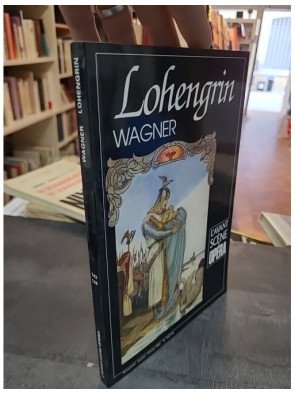 Lohengrin
WAGNER
L'AVANT
SCÈNE
OPÉRA
WAGNER LOHENGRIN